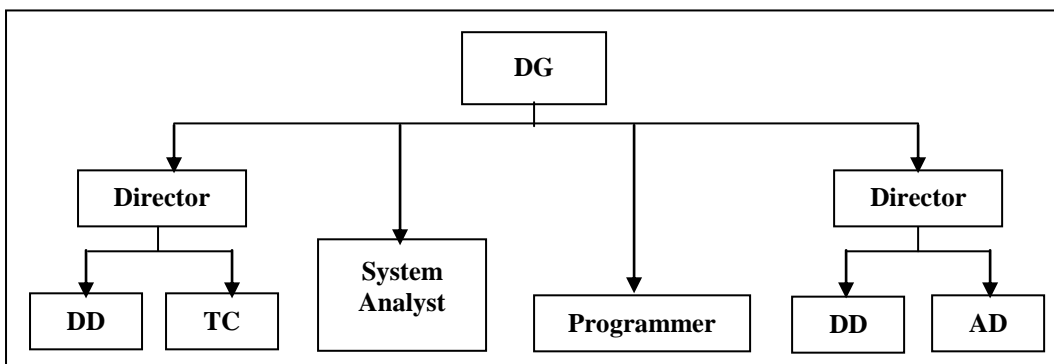 DG
Director
Director
System
Analyst
DD
TC
Programmer
DD
AD